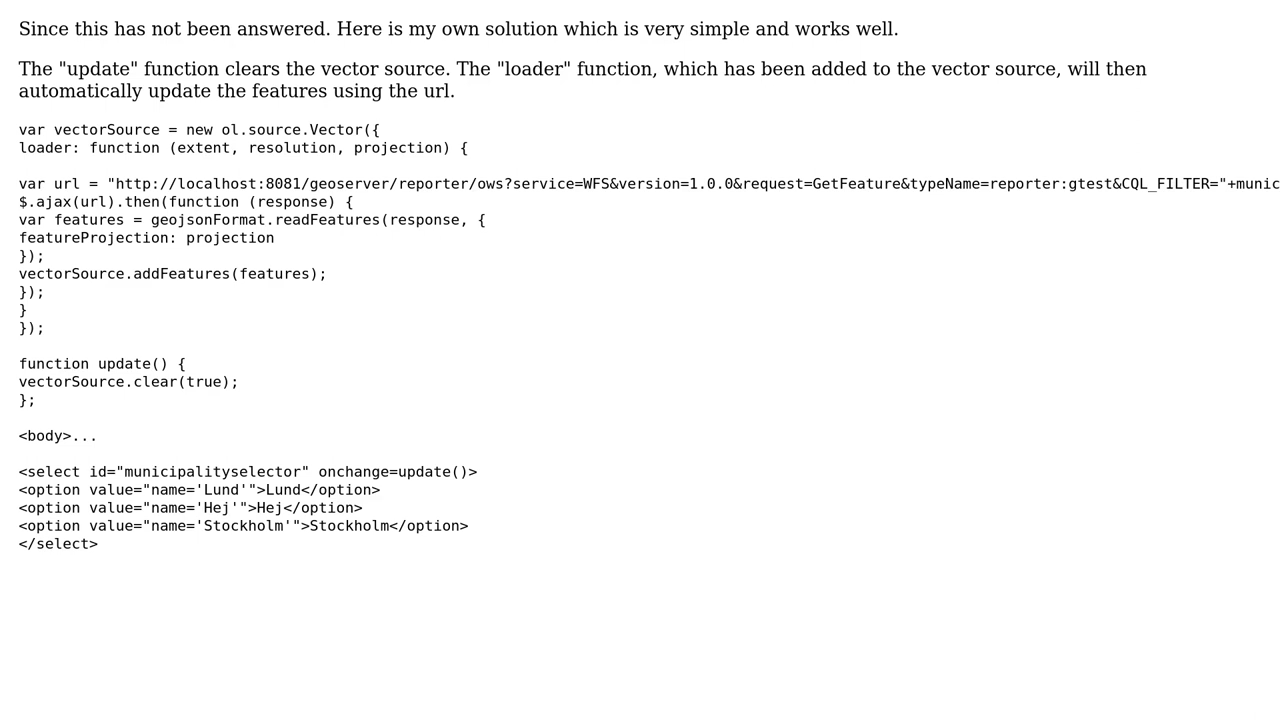 Since this has not been answered. Here is my own solution which is very simple and works well.
The "update" function clears the vector source. The "loader" function, which has been added to the vector source, will then
automatically update the features using the url.
var vectorSource = new ol.source.Vector({
loader: function (extent, resolution, projection) {
var url = "http://localhost:8081/geoserver/reporter/ows?service=WFS&version=1.0.0&request=GetFeature&typeName=reporter:gtest&CQL_FILTER="+munic
$.ajax(url).then(function (response) {
var features = geojsonFormat.readFeatures(response, {
featureProjection: projection
});
vectorSource.addFeatures(features);
});
}
});
function update() {
vectorSource.clear(true);
};
<body>...
<select id="municipalityselector" onchange=update()>
<option value="name='Lund'">Lund</option>
<option value="name='Hej'">Hej</option>
<option value="name='Stockholm'">Stockholm</option>
</select>